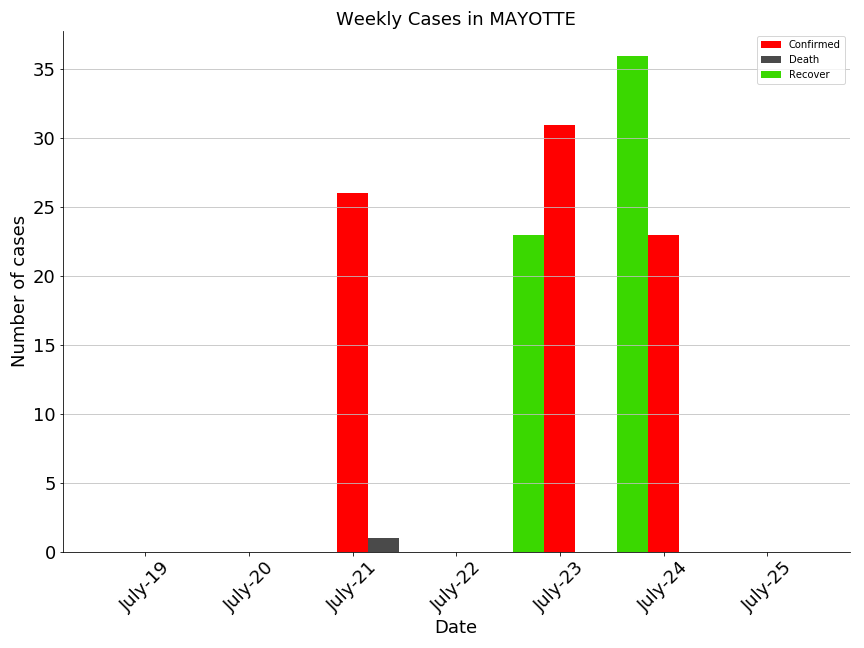 Weekly Cases in MAYOTTE
Confirmed
Death
Recover
Number of cases
35
30
25
20
15
10
5
0
July-19
July-20
July-21
July-22
July-23
July-24
July-25
Date